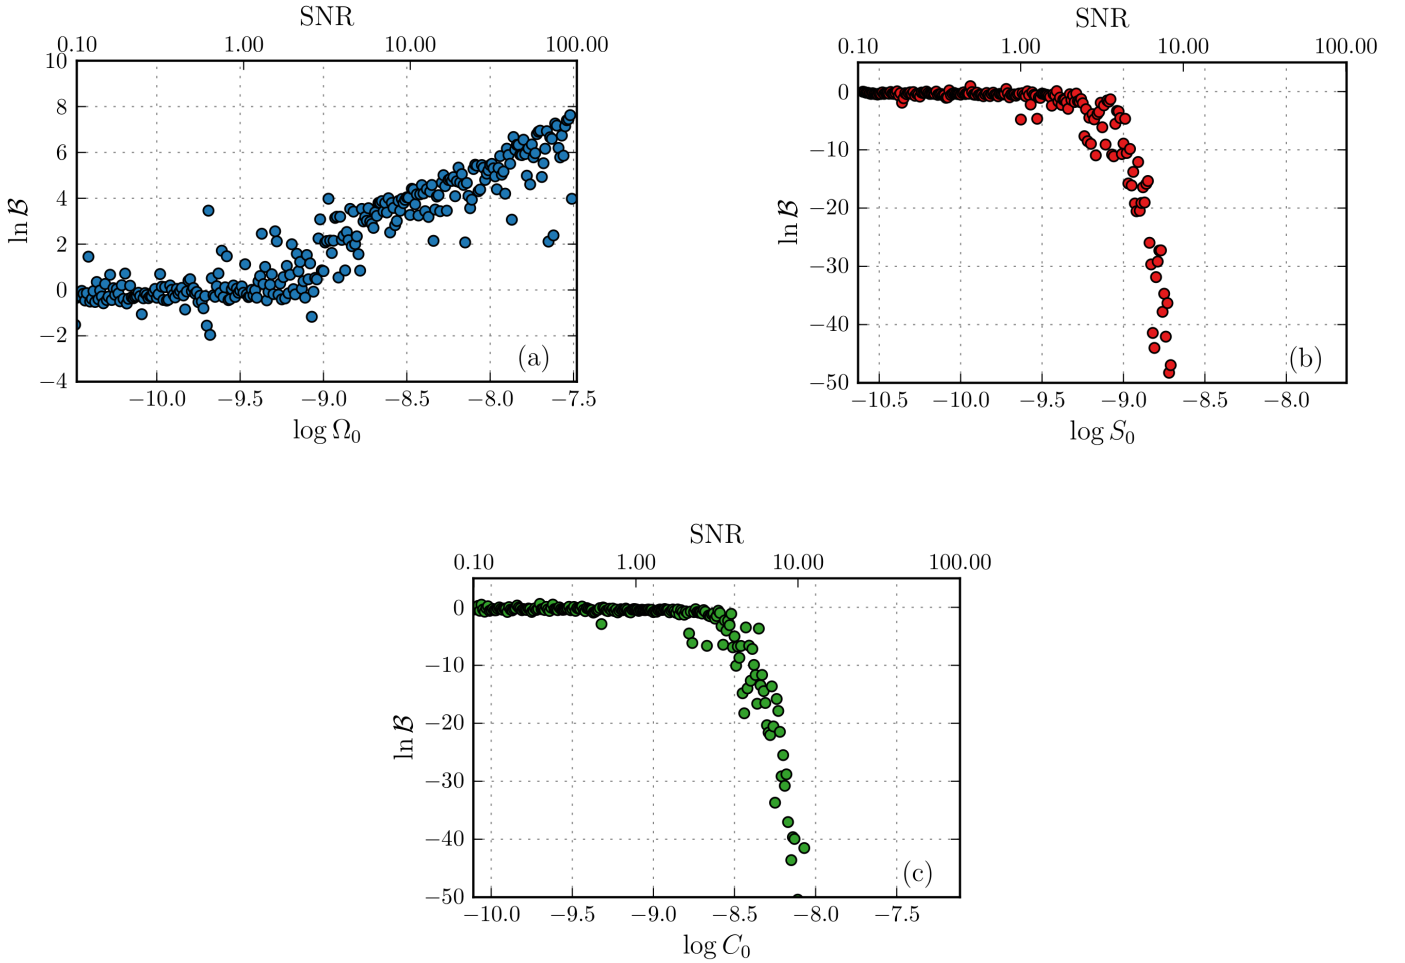 SNR
0.10 1.00 10.00 100.00
10
8
6
4
2
0
−2
−4
ln ℬ
(a)
−10.0 −9.5 −9.0 −8.5 −8.0 −7.5
log Ω₀
SNR
0.10 1.00 10.00 100.00
0
−10
−20
−30
−40
−50
ln ℬ
(b)
−10.5 −10.0 −9.5 −9.0 −8.5 −8.0
log S₀
SNR
0.10 1.00 10.00 100.00
0
−10
−20
−30
−40
−50
ln ℬ
(c)
−10.0 −9.5 −9.0 −8.5 −8.0 −7.5
log C₀